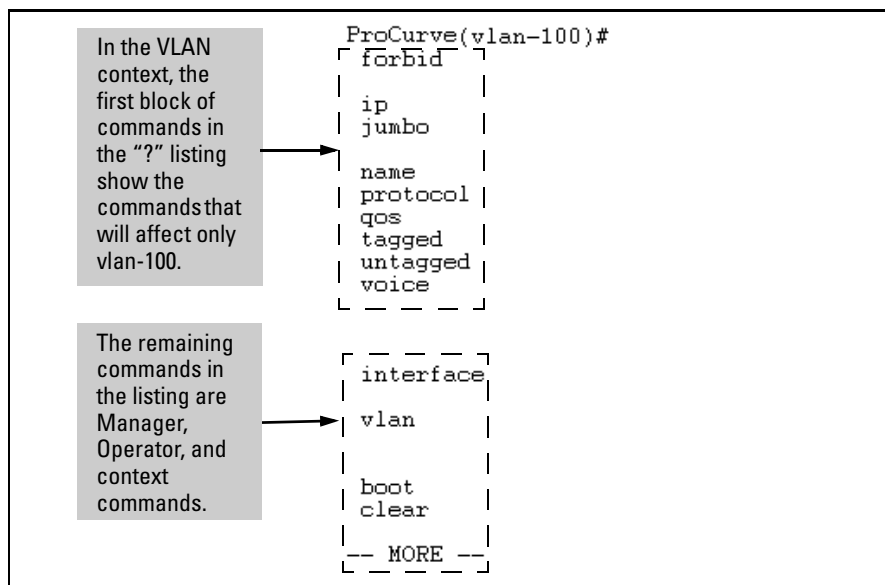 In the VLAN
context, the
first block of
commands in
the “?” listing
show the
commands that
will affect only
vlan-100.
The remaining
commands in
the listing are
Manager,
Operator, and
context
commands.
ProCurve(vlan-100)#
forbid
ip
jumbo
name
protocol
qos
tagged
untagged
voice
interface
vlan
boot
clear
-- MORE --